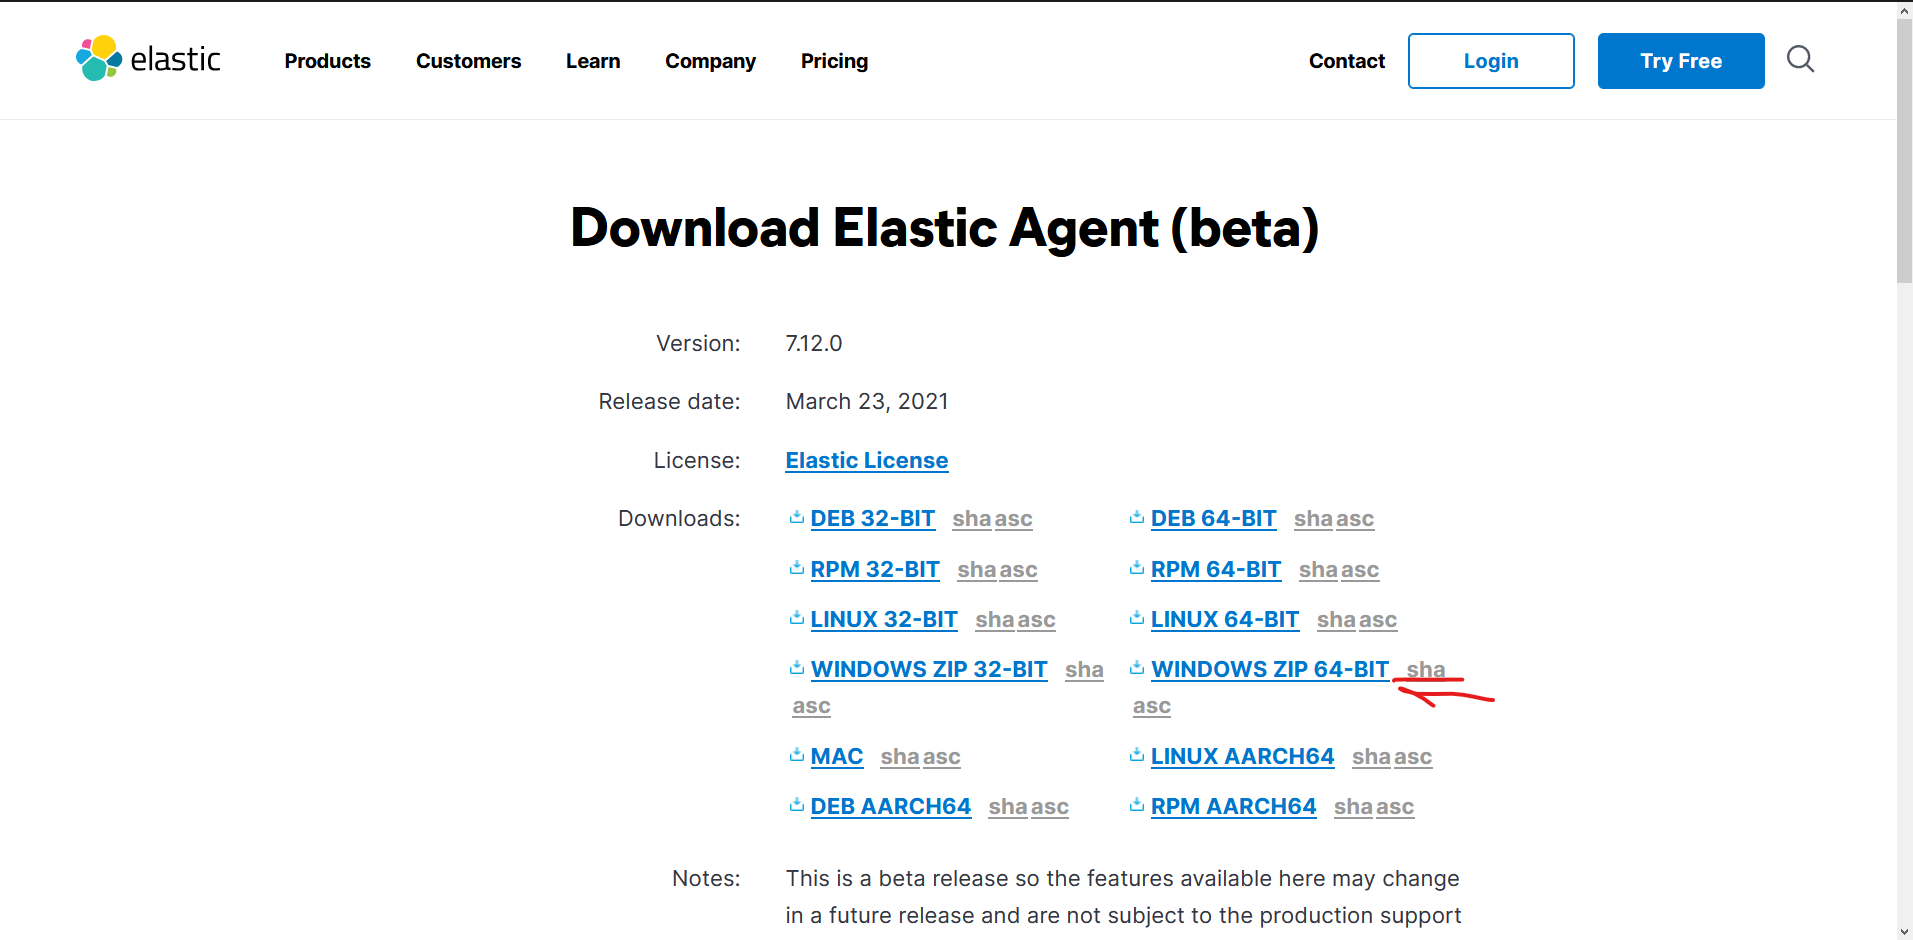 elastic Products Customers Learn Company Pricing Contact Login Try Free
Download Elastic Agent (beta)
Version: 7.12.0
Release date: March 23, 2021
License: Elastic License
Downloads: DEB 32-BIT sha asc DEB 64-BIT sha asc
RPM 32-BIT sha asc RPM 64-BIT sha asc
LINUX 32-BIT sha asc LINUX 64-BIT sha asc
WINDOWS ZIP 32-BIT sha WINDOWS ZIP 64-BIT sha
asc asc
MAC sha asc LINUX AARCH64 sha asc
DEB AARCH64 sha asc RPM AARCH64 sha asc
Notes: This is a beta release so the features available here may change
in a future release and are not subject to the production support